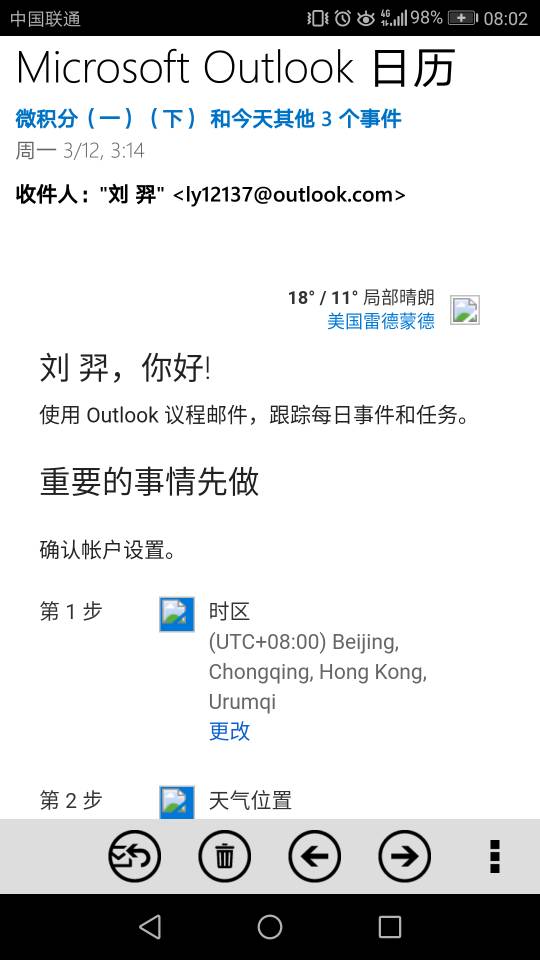 中国联通 4G 98% 08:02
Microsoft Outlook 日历
微积分（一）（下） 和今天其他 3 个事件
周一 3/12, 3:14
收件人："刘 羿" <ly12137@outlook.com>
18° / 11° 局部晴朗
美国雷德蒙德
刘 羿，你好!
使用 Outlook 议程邮件，跟踪每日事件和任务。
重要的事情先做
确认帐户设置。
第 1 步 时区
(UTC+08:00) Beijing,
Chongqing, Hong Kong,
Urumqi
更改
第 2 步 天气位置